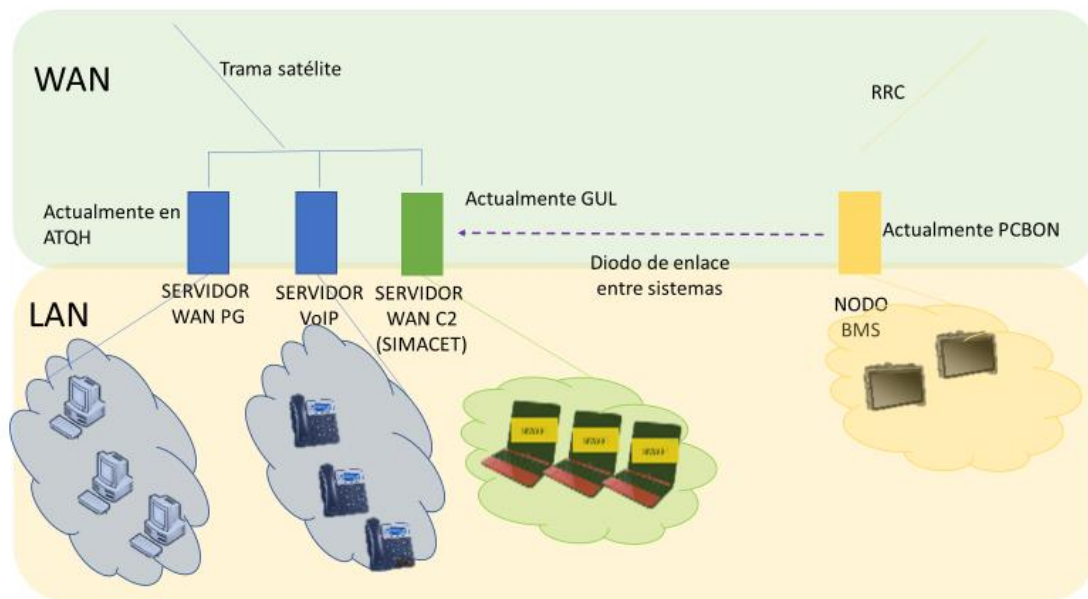 WAN
Trama satélite
RRC
Actualmente en
ATQH
Actualmente GUL
Actualmente PCBON
Diodo de enlace
entre sistemas
LAN
SERVIDOR
WAN PG
SERVIDOR
VoIP
SERVIDOR
WAN C2
(SIMACET)
NODO
BMS